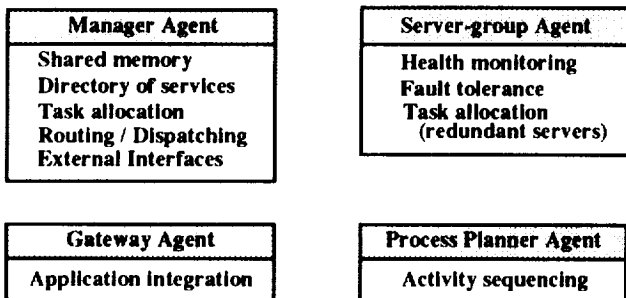 Manager Agent
Shared memory
Directory of services
Task allocation
Routing / Dispatching
External Interfaces
Server-group Agent
Health monitoring
Fault tolerance
Task allocation
(redundant servers)
Gateway Agent
Application integration
Process Planner Agent
Activity sequencing